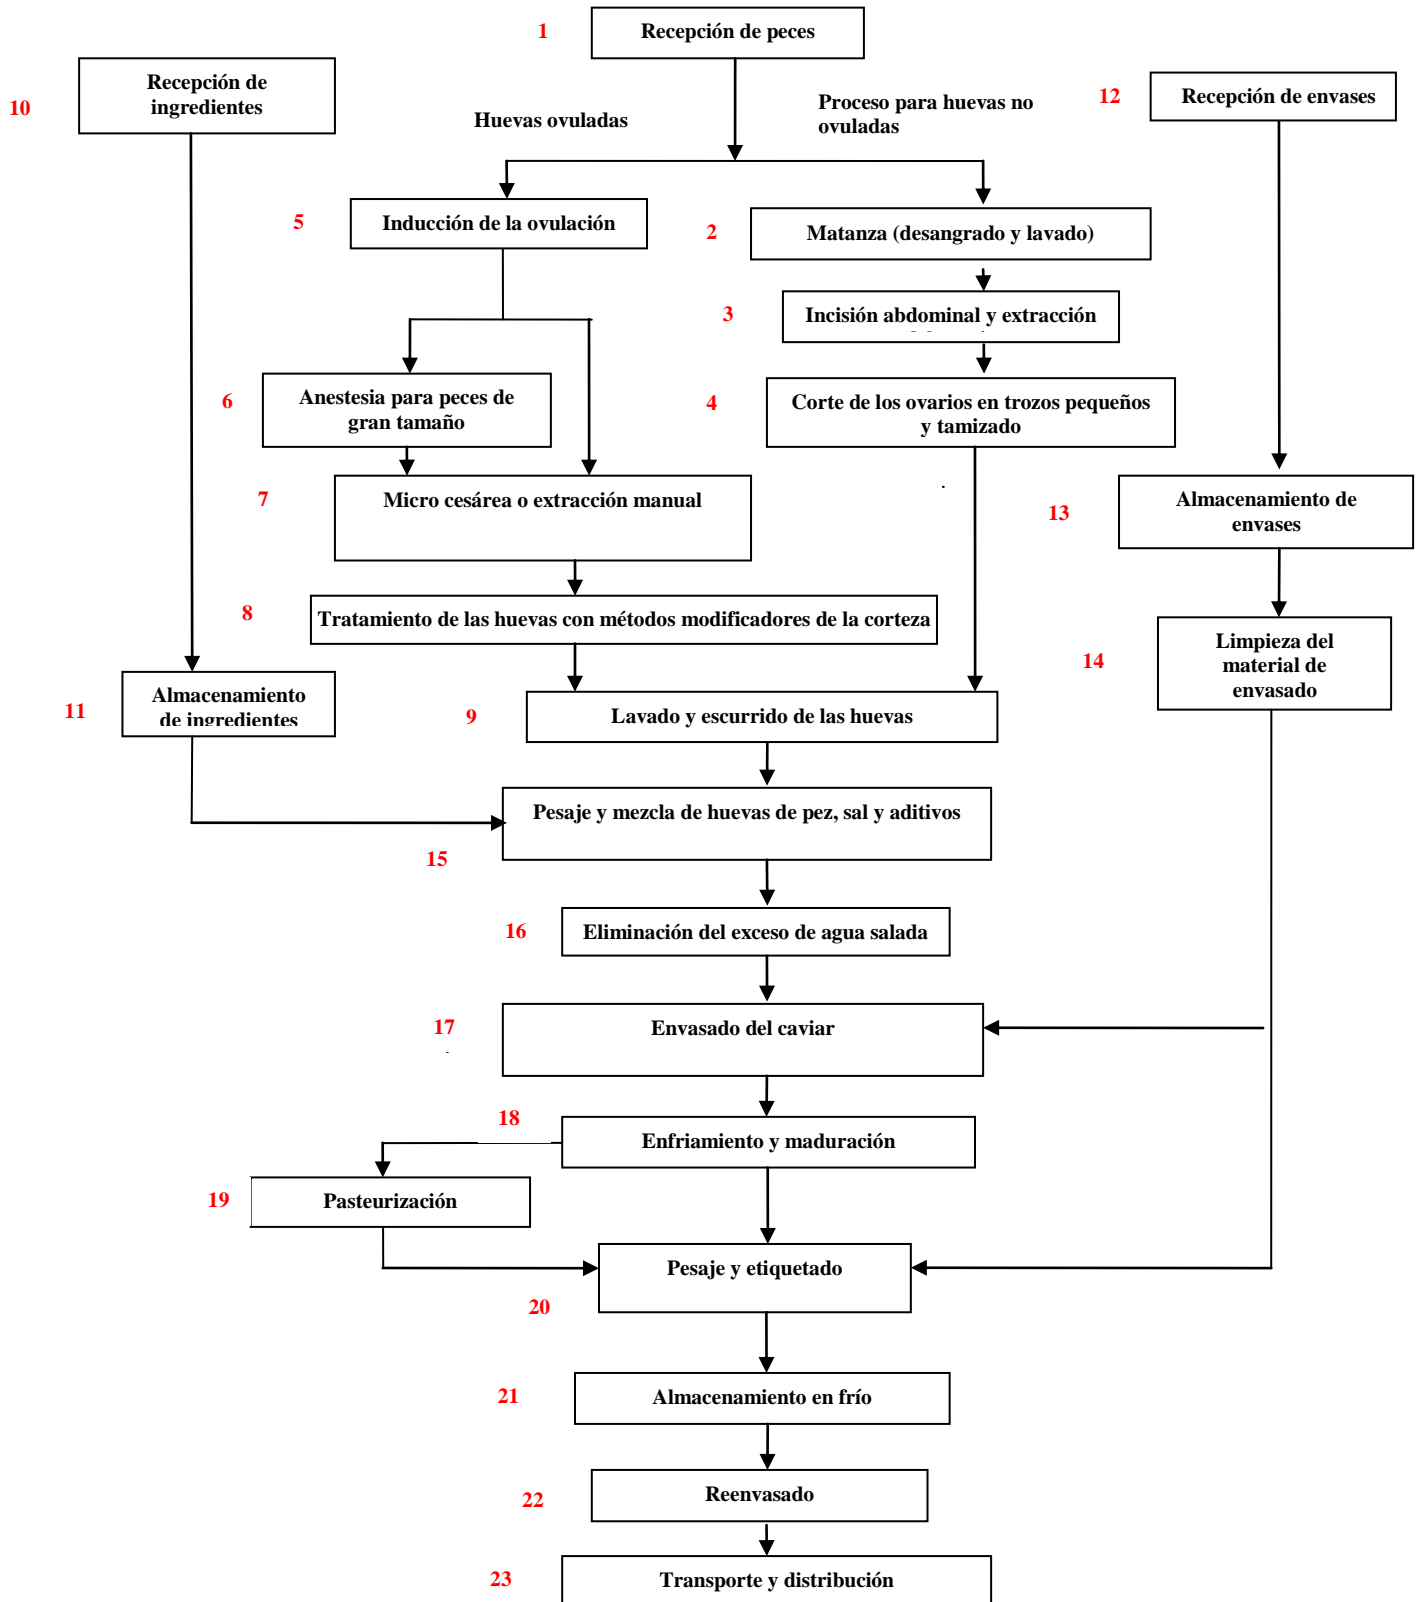 1
Recepción de peces
10
Recepción de
ingredientes
12
Recepción de envases
Huevas ovuladas
Proceso para huevas no
ovuladas
5
Inducción de la ovulación
2
Matanza (desangrado y lavado)
3
Incisión abdominal y extracción
6
Anestesia para peces de
gran tamaño
4
Corte de los ovarios en trozos pequeños
y tamizado
7
Micro cesárea o extracción manual
13
Almacenamiento de
envases
8
Tratamiento de las huevas con métodos modificadores de la corteza
14
Limpieza del
material de
envasado
11
Almacenamiento
de ingredientes
9
Lavado y escurrido de las huevas
Pesaje y mezcla de huevas de pez, sal y aditivos
15
16
Eliminación del exceso de agua salada
17
Envasado del caviar
18
Enfriamiento y maduración
19
Pasteurización
Pesaje y etiquetado
20
21
Almacenamiento en frío
22
Reenvasado
23
Transporte y distribución